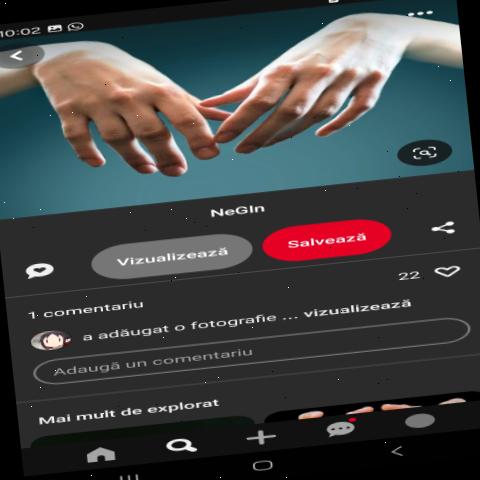 10:02
NeGIn
Vizualizează
Salvează
22
1 comentariu
a adăugat o fotografie ... vizualizează
Adaugă un comentariu
Mai mult de explorat